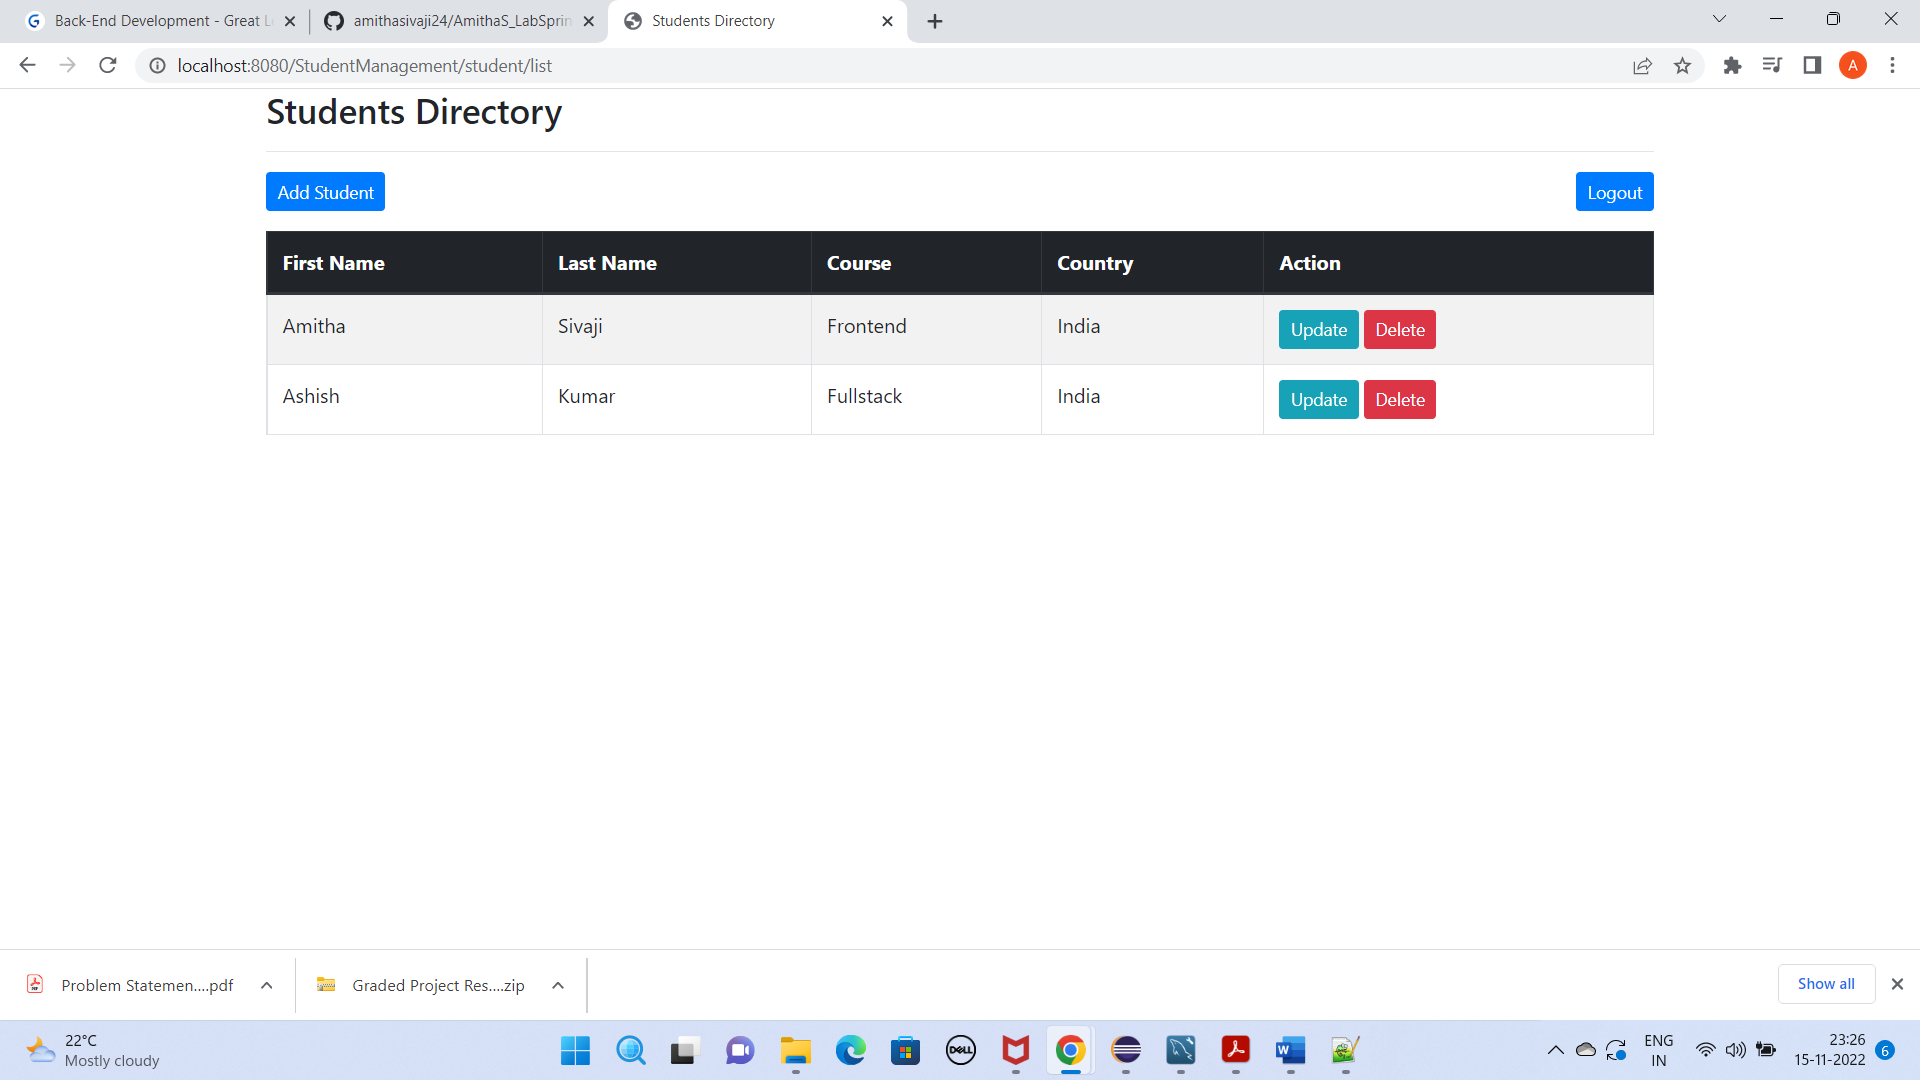 Back-End Development - Great L
amithasivaji24/AmithaS_LabSprin
Students Directory
localhost:8080/StudentManagement/student/list
A
Students Directory
Add Student
Logout
First Name Last Name Course Country Action
Amitha Sivaji Frontend India Update Delete
Ashish Kumar Fullstack India Update Delete
Problem Statemen....pdf
Graded Project Res....zip
Show all
22°C
Mostly cloudy
DELL
W
ENG
IN
23:26
15-11-2022
6